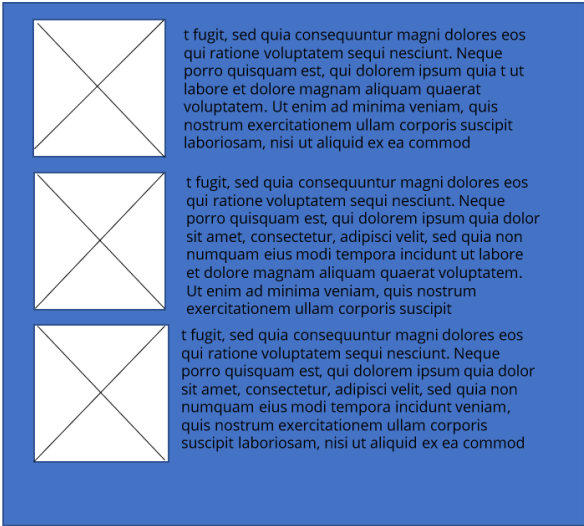 t fugit, sed quia consequuntur magni dolores eos
qui ratione voluptatem sequi nesciunt. Neque
porro quisquam est, qui dolorem ipsum quia t ut
labore et dolore magnam aliquam quaerat
voluptatem. Ut enim ad minima veniam, quis
nostrum exercitationem ullam corporis suscipit
laboriosam, nisi ut aliquid ex ea commod
t fugit, sed quia consequuntur magni dolores eos
qui ratione voluptatem sequi nesciunt. Neque
porro quisquam est, qui dolorem ipsum quia dolor
sit amet, consectetur, adipisci velit, sed quia non
numquam eius modi tempora incidunt ut labore
et dolore magnam aliquam quaerat voluptatem.
Ut enim ad minima veniam, quis nostrum
exercitationem ullam corporis suscipit
t fugit, sed quia consequuntur magni dolores eos
qui ratione voluptatem sequi nesciunt. Neque
porro quisquam est, qui dolorem ipsum quia dolor
sit amet, consectetur, adipisci velit, sed quia non
numquam eius modi tempora incidunt veniam,
quis nostrum exercitationem ullam corporis
suscipit laboriosam, nisi ut aliquid ex ea commod